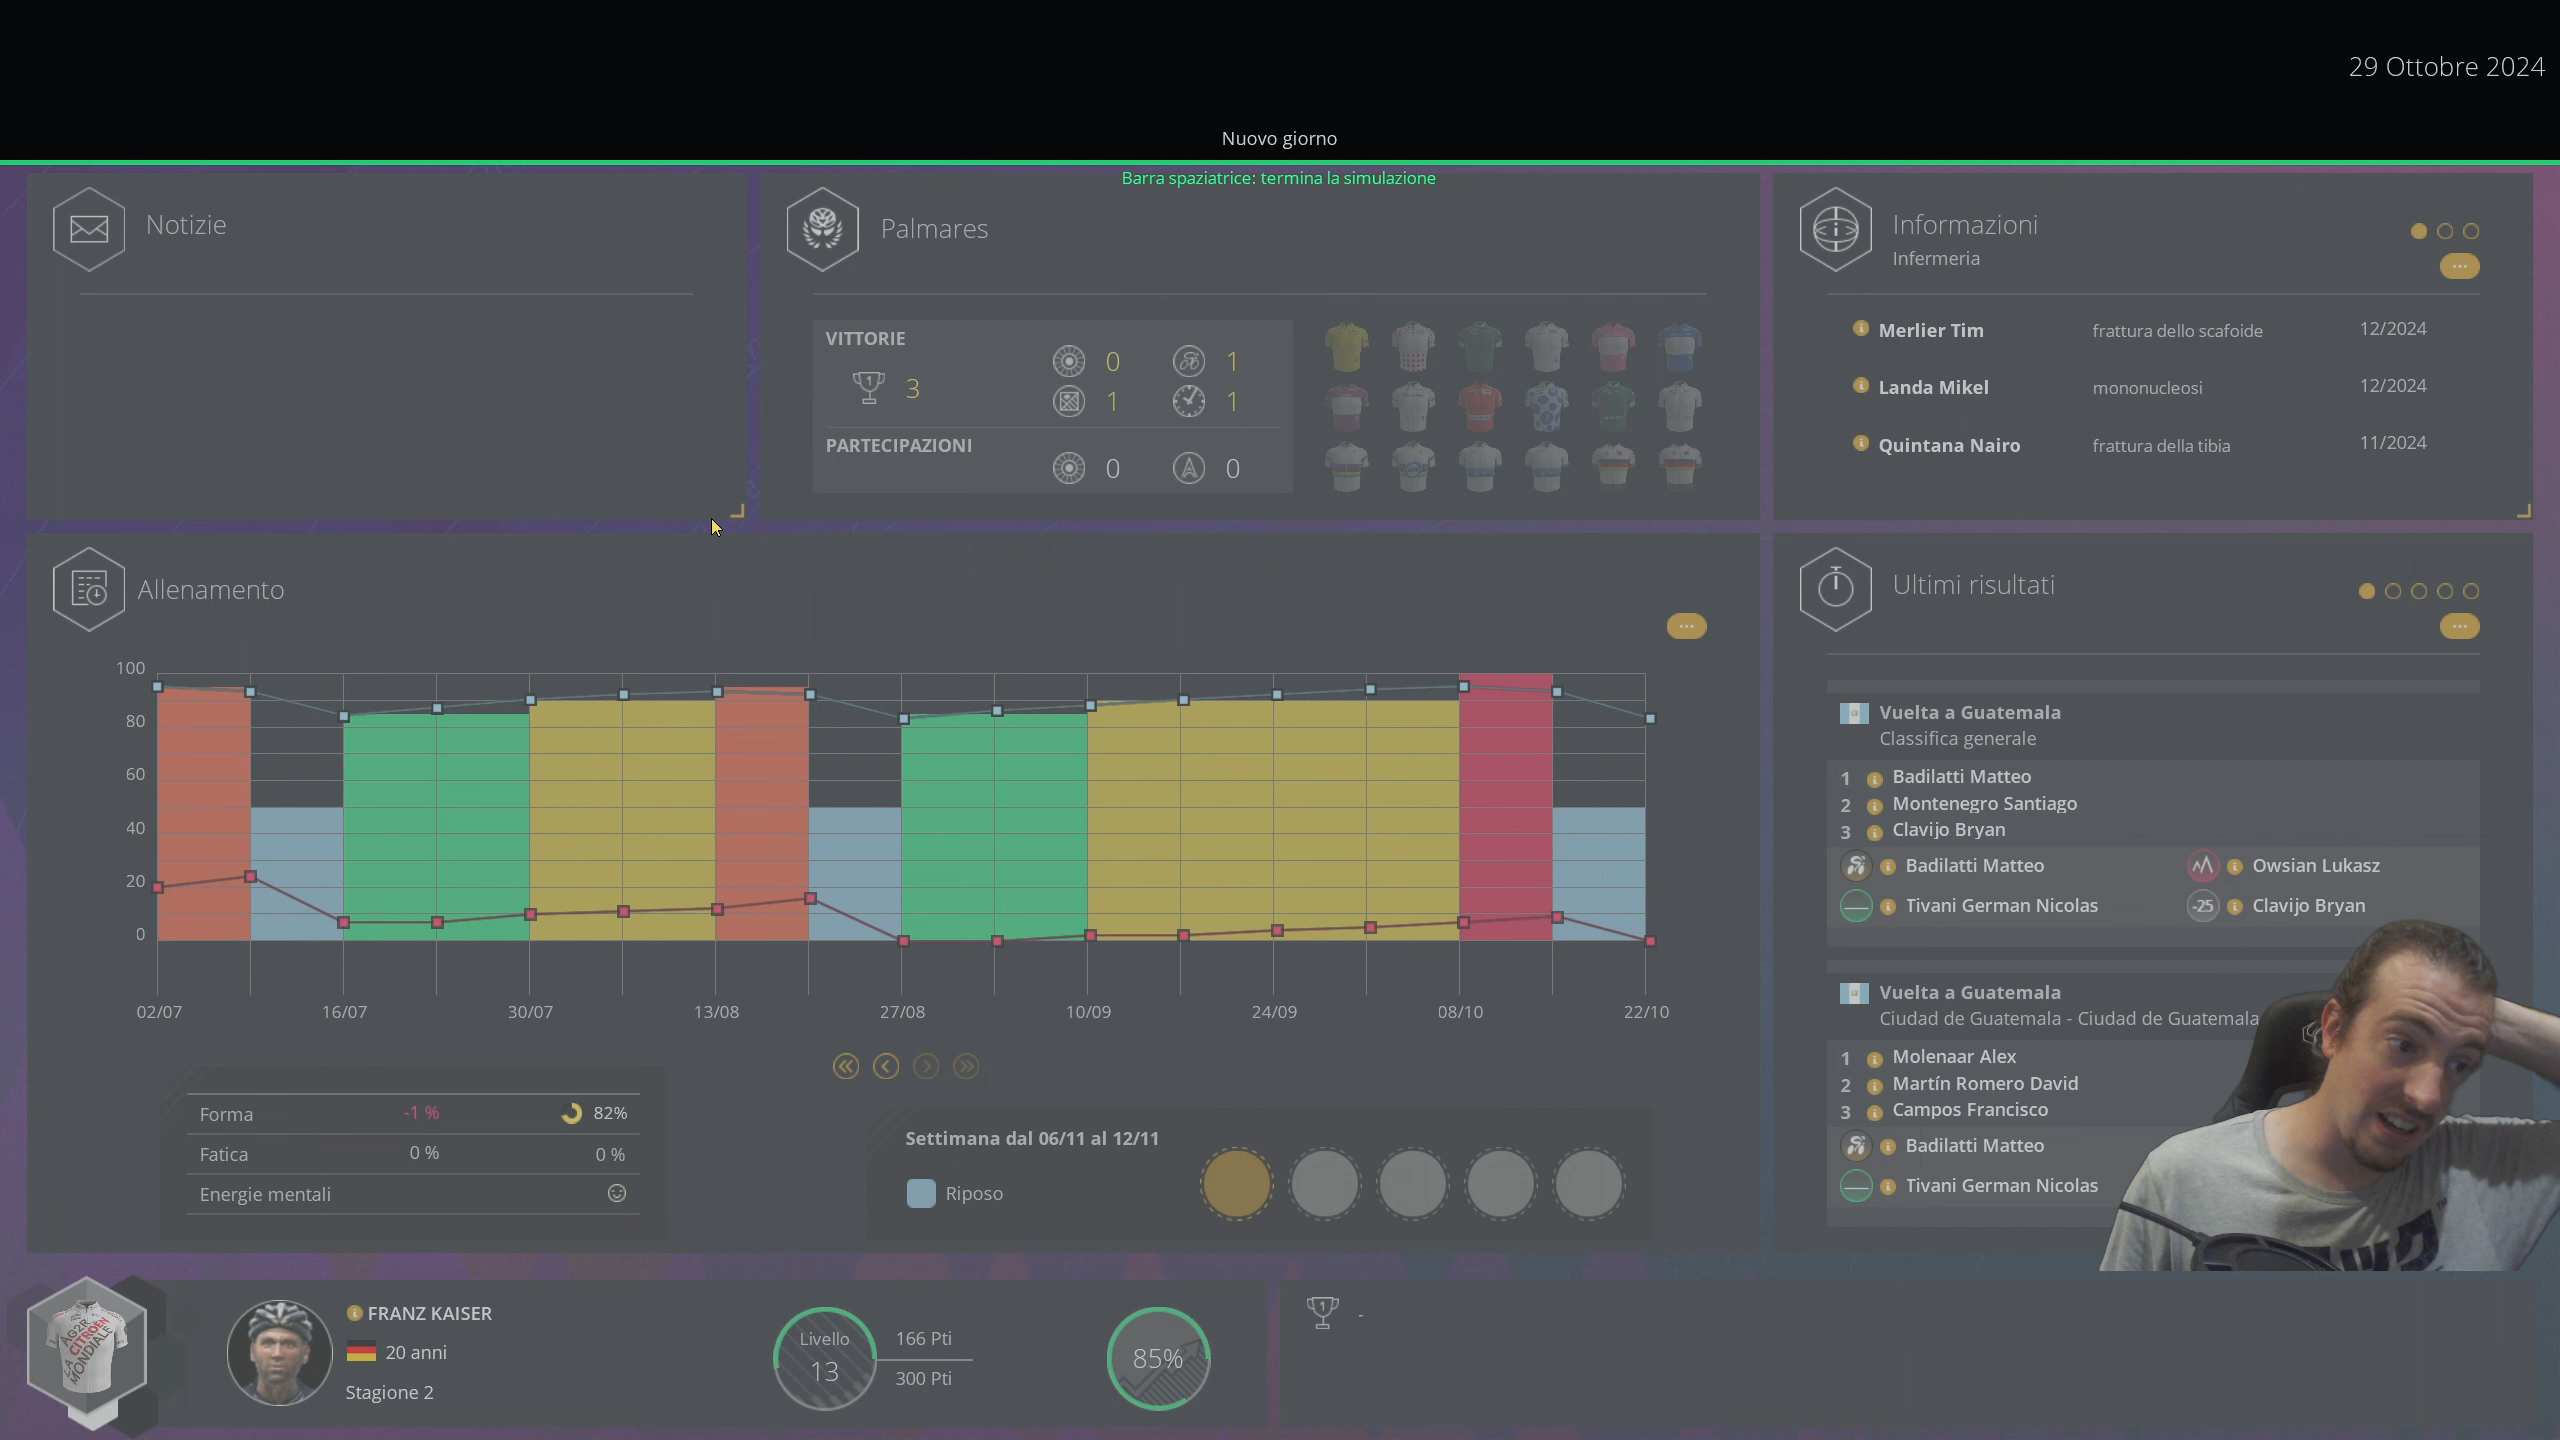 29 Ottobre 2024
Nuovo giorno
Barra spaziatrice: termina la simulazione
Notizie
Palmares
VITTORIE
3
0
1
1
1
PARTECIPAZIONI
0
0
Informazioni
Infermeria
Merlier Tim frattura dello scafoide 12/2024
Landa Mikel mononucleosi 12/2024
Quintana Nairo frattura della tibia 11/2024
Allenamento
100
80
60
40
20
0
02/07 16/07 30/07 13/08 27/08 10/09 24/09 08/10 22/10
Forma -1 % 82%
Fatica 0 % 0 %
Energie mentali
Settimana dal 06/11 al 12/11
Riposo
Ultimi risultati
Vuelta a Guatemala
Classifica generale
1 Badilatti Matteo
2 Montenegro Santiago
3 Clavijo Bryan
Badilatti Matteo Owsian Lukasz
Tivani German Nicolas -25 Clavijo Bryan
Vuelta a Guatemala
Ciudad de Guatemala - Ciudad de Guatemala
1 Molenaar Alex
2 Martín Romero David
3 Campos Francisco
Badilatti Matteo
Tivani German Nicolas
AG2R
CITROËN
LA MONDIALE
FRANZ KAISER
20 anni
Stagione 2
Livello
13
166 Pti
300 Pti
85%
1 -